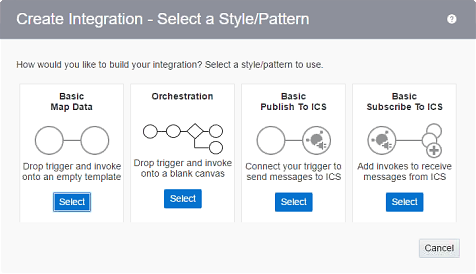 Create Integration - Select a Style/Pattern
?
How would you like to build your integration? Select a style/pattern to use.
Basic
Map Data
Drop trigger and invoke
onto an empty template
Select
Orchestration
Drop trigger and invoke
onto a blank canvas
Select
Basic
Publish To ICS
Connect your trigger to
send messages to ICS
Select
Basic
Subscribe To ICS
Add invokes to receive
messages from ICS
Select
Cancel